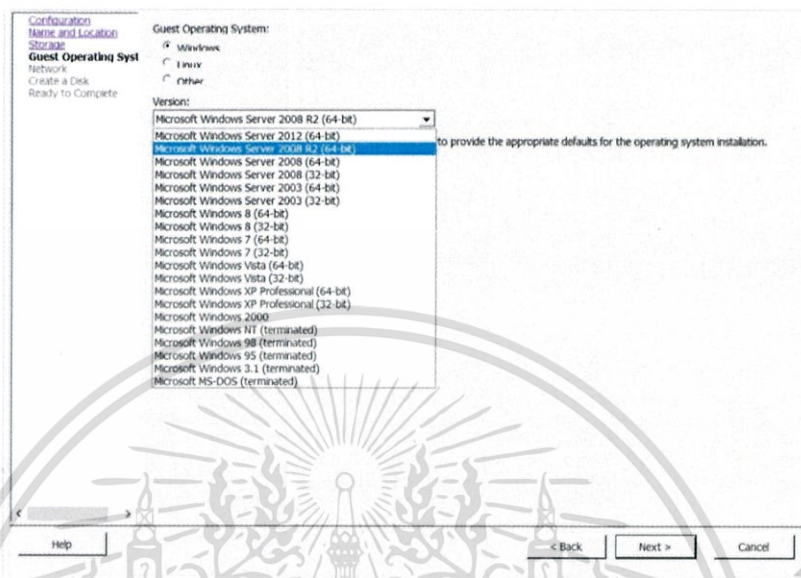 Configuration
Name and Location
Storage
Guest Operating Syst
Network
Create a Disk
Ready to Complete
Guest Operating System:
Windows
Linux
Other
Version:
Microsoft Windows Server 2008 R2 (64-bit)
Microsoft Windows Server 2012 (64-bit)
Microsoft Windows Server 2008 R2 (64-bit)
to provide the appropriate defaults for the operating system installation.
Microsoft Windows Server 2008 (64-bit)
Microsoft Windows Server 2008 (32-bit)
Microsoft Windows Server 2003 (64-bit)
Microsoft Windows Server 2003 (32-bit)
Microsoft Windows 8 (64-bit)
Microsoft Windows 8 (32-bit)
Microsoft Windows 7 (64-bit)
Microsoft Windows 7 (32-bit)
Microsoft Windows Vista (64-bit)
Microsoft Windows Vista (32-bit)
Microsoft Windows XP Professional (64-bit)
Microsoft Windows XP Professional (32-bit)
Microsoft Windows 2000
Microsoft Windows NT (terminated)
Microsoft Windows 98 (terminated)
Microsoft Windows 95 (terminated)
Microsoft Windows 3.1 (terminated)
Microsoft MS-DOS (terminated)
< >
Help
< Back
Next >
Cancel